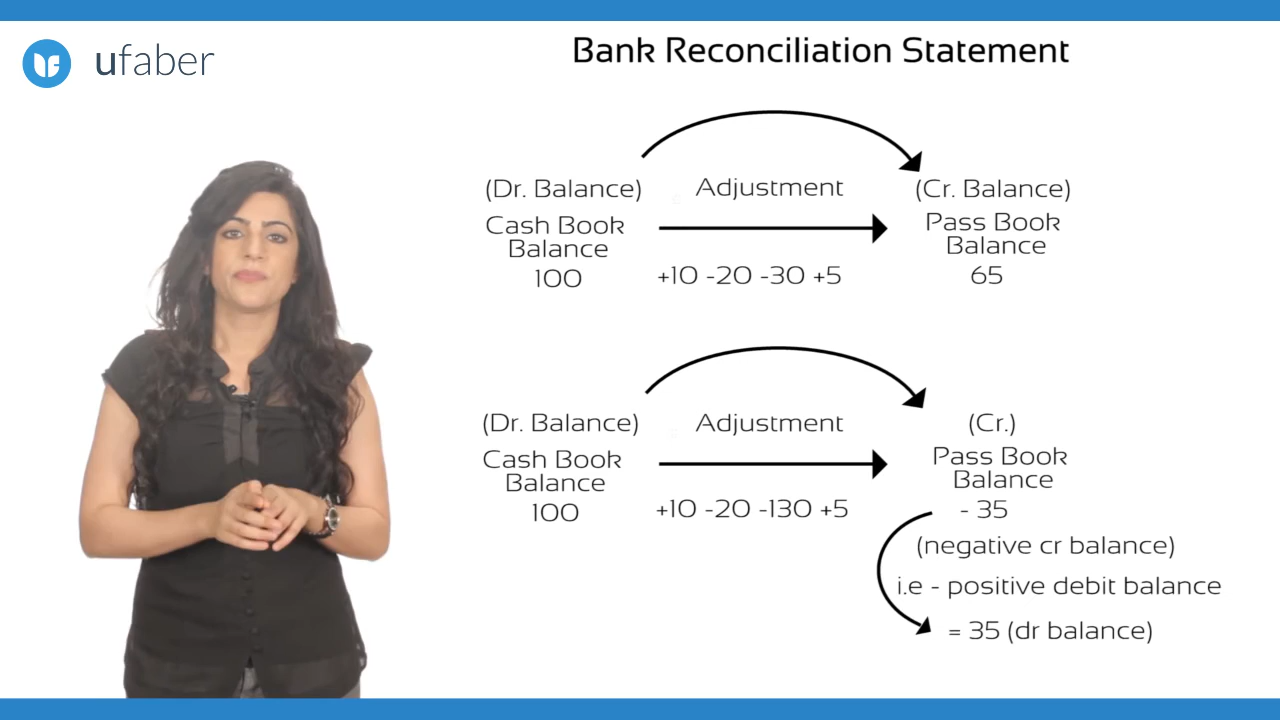 ufaber
Bank Reconciliation Statement
(Dr. Balance)
Adjustment
(Cr. Balance)
Cash Book
Balance
100
+10 -20 -30 +5
Pass Book
Balance
65
(Dr. Balance)
Adjustment
(Cr.)
Cash Book
Balance
100
+10 -20 -130 +5
Pass Book
Balance
- 35
(negative cr balance)
i.e - positive debit balance
= 35 (dr balance)